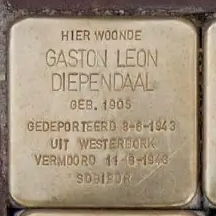 HIER WOONDE
GASTON LEON
DIEPENDAAL
GEB. 1905
GEDEPORTEERD 8-6-1943
UIT WESTERBORK
VERMOORD 11-6-1943
SOBIBOR